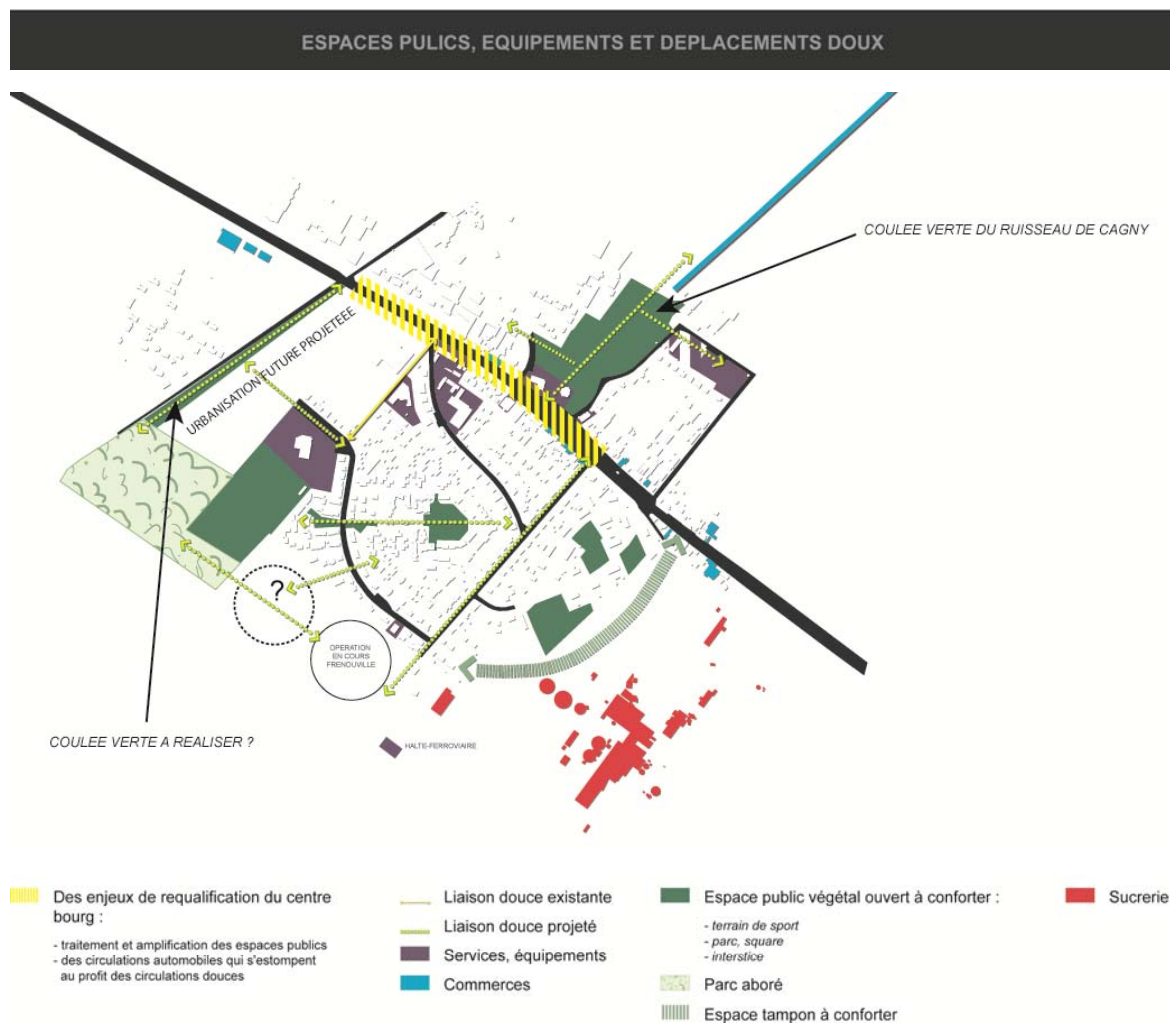 ESPACES PULICS, EQUIPEMENTS ET DEPLACEMENTS DOUX
COULEE VERTE DU RUISSEAU DE CAGNY
URBANISATION FUTURE PROJETEEE
?
OPERATION
EN COURS
FRENOUVILLE
COULEE VERTE A REALISER ?
HALTE-FERROVIAIRE
Des enjeux de requalification du centre
bourg :
- traitement et amplification des espaces publics
- des circulations automobiles qui s'estompent
au profit des circulations douces
Liaison douce existante
Liaison douce projeté
Services, équipements
Commerces
Espace public végétal ouvert à conforter :
- terrain de sport
- parc, square
- interstice
Parc aboré
Espace tampon à conforter
Sucrerie